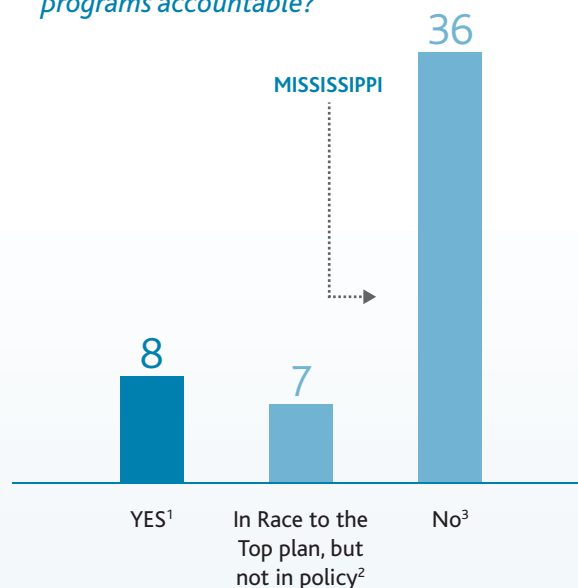 programs accountable?
36
MISSISSIPPI
8
7
YES¹
In Race to the
Top plan, but
not in policy²
No³